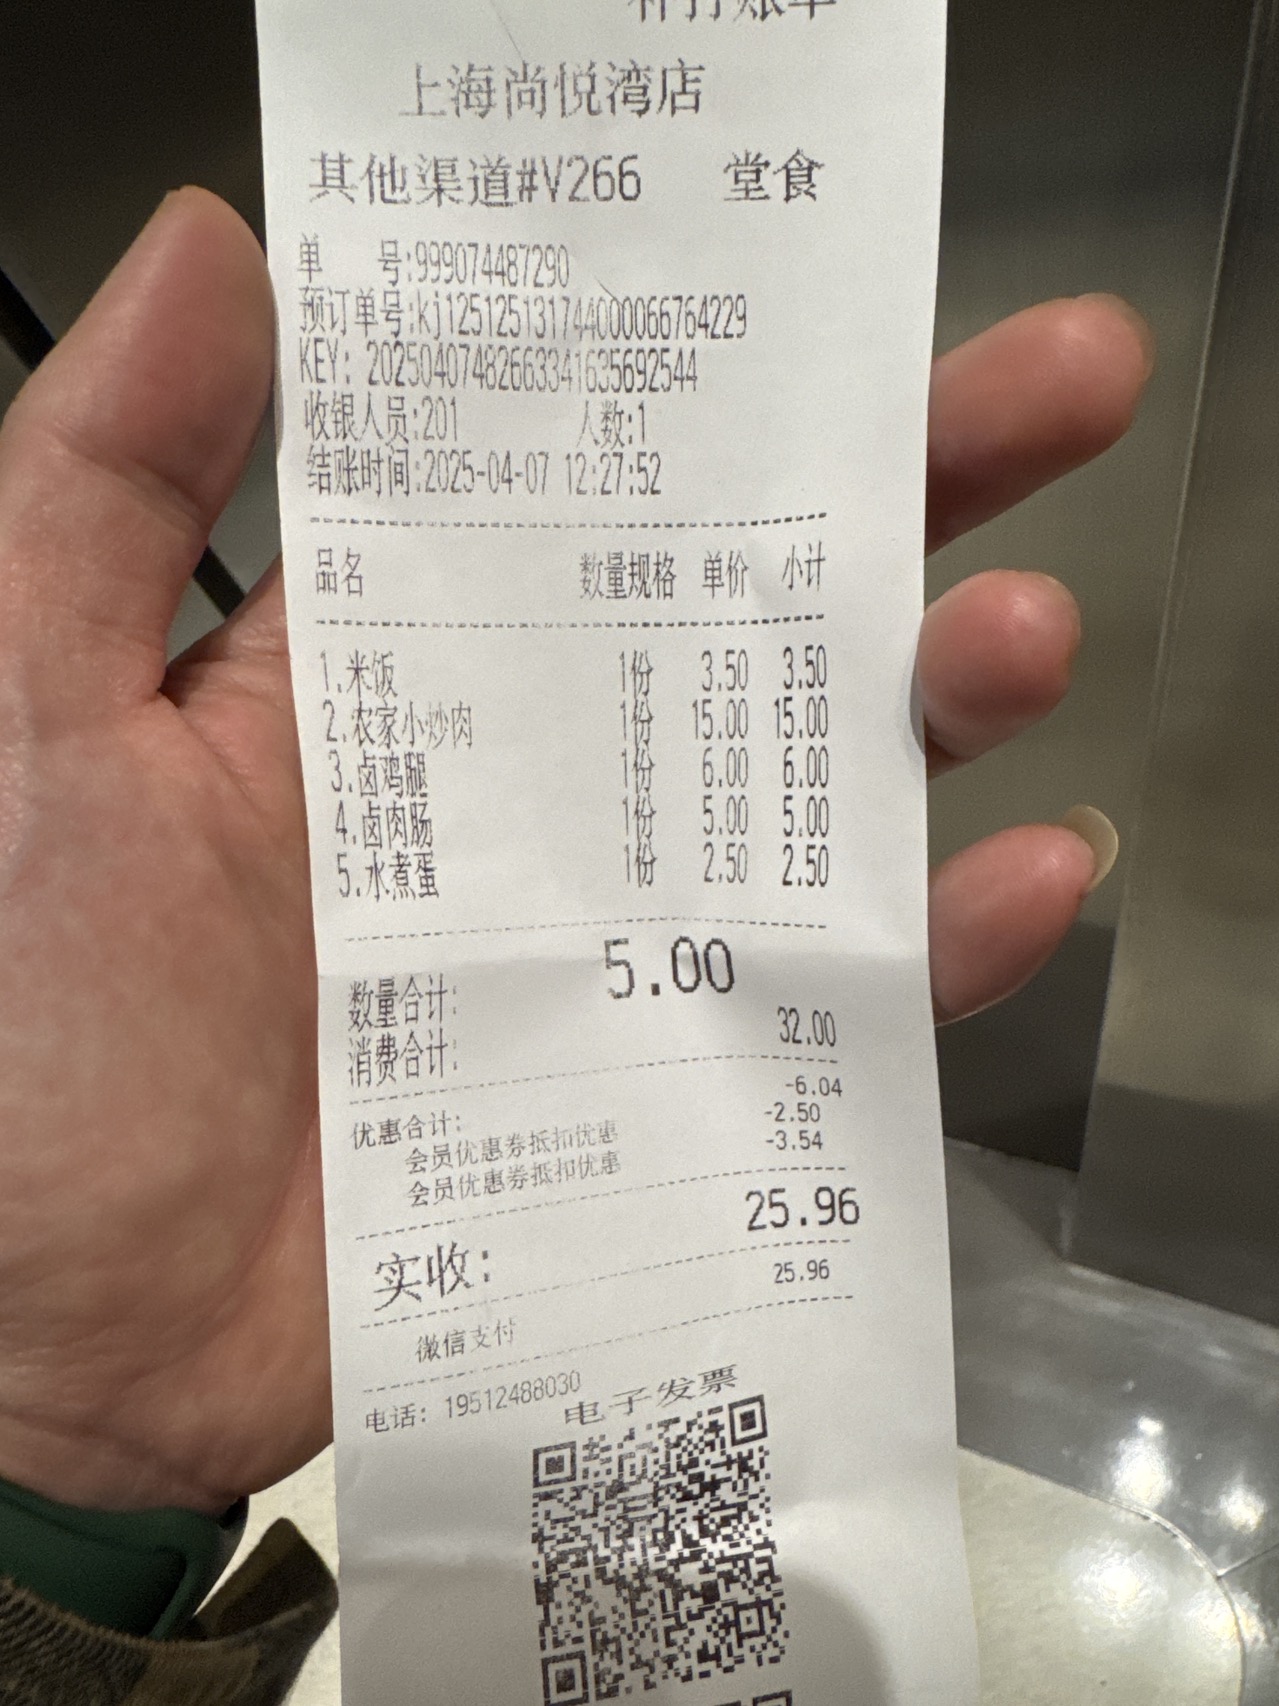 补打账单
上海尚悦湾店
其他渠道#V266 堂食
单 号:999074487290
预订单号:kj125125131744000066764229
KEY: 2025040748266334163569254​4
收银人员:201 人数:1
结账时间:2025-04-07 12:27:52
品名 数量规格 单价 小计
1.米饭 1份 3.50 3.50
2.农家小炒肉 1份 15.00 15.00
3.卤鸡腿 1份 6.00 6.00
4.卤肉肠 1份 5.00 5.00
5.水煮蛋 1份 2.50 2.50
数量合计: 5.00
消费合计: 32.00
优惠合计: -6.04
会员优惠券抵扣优惠 -2.50
会员优惠券抵扣优惠 -3.54
实收: 25.96
微信支付 25.96
电话: 19512488030
电子发票